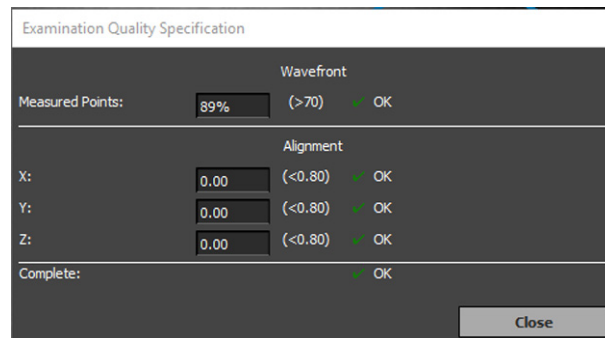 Examination Quality Specification
Wavefront
Measured Points: 89% (>70) ✓ OK
Alignment
X: 0.00 (<0.80) ✓ OK
Y: 0.00 (<0.80) ✓ OK
Z: 0.00 (<0.80) ✓ OK
Complete: ✓ OK
Close